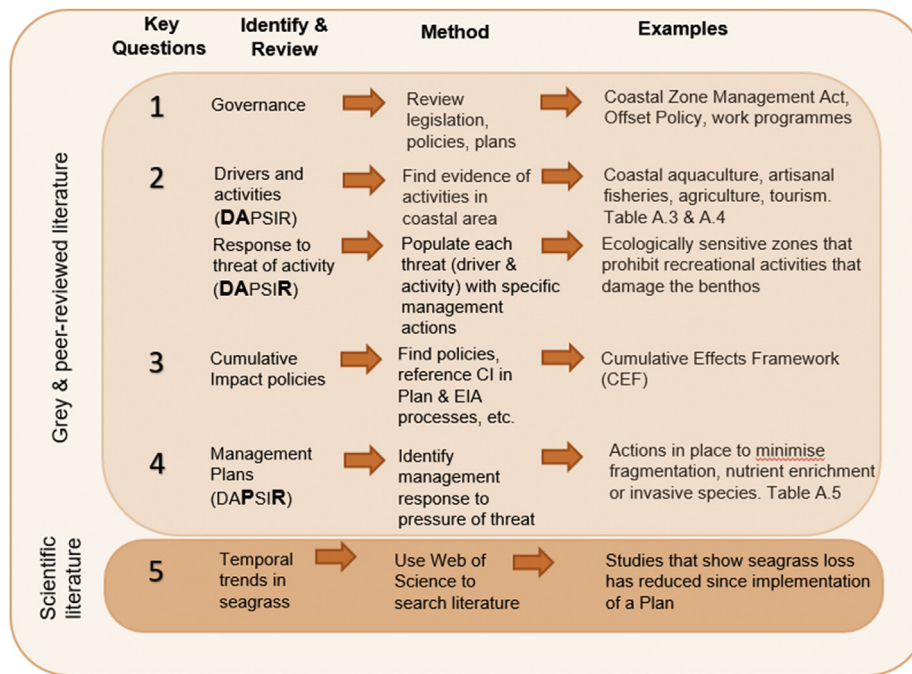 Key Questions
Identify & Review
Method
Examples
Grey & peer-reviewed literature
1
Governance
Review
legislation,
policies, plans
Coastal Zone Management Act,
Offset Policy, work programmes
2
Drivers and
activities
(DAPSIR)
Find evidence of
activities in
coastal area
Coastal aquaculture, artisanal
fisheries, agriculture, tourism.
Table A.3 & A.4
Response to
threat of activity
(DAPSIR)
Populate each
threat (driver &
activity) with specific
management
actions
Ecologically sensitive zones that
prohibit recreational activities that
damage the benthos
3
Cumulative
Impact policies
Find policies,
reference CI in
Plan & EIA
processes, etc.
Cumulative Effects Framework
(CEF)
4
Management
Plans
(DAPSIR)
Identify
management
response to
pressure of threat
Actions in place to minimise
fragmentation, nutrient enrichment
or invasive species. Table A.5
Scientific
literature
5
Temporal
trends in
seagrass
Use Web of
Science to
search literature
Studies that show seagrass loss
has reduced since implementation
of a Plan